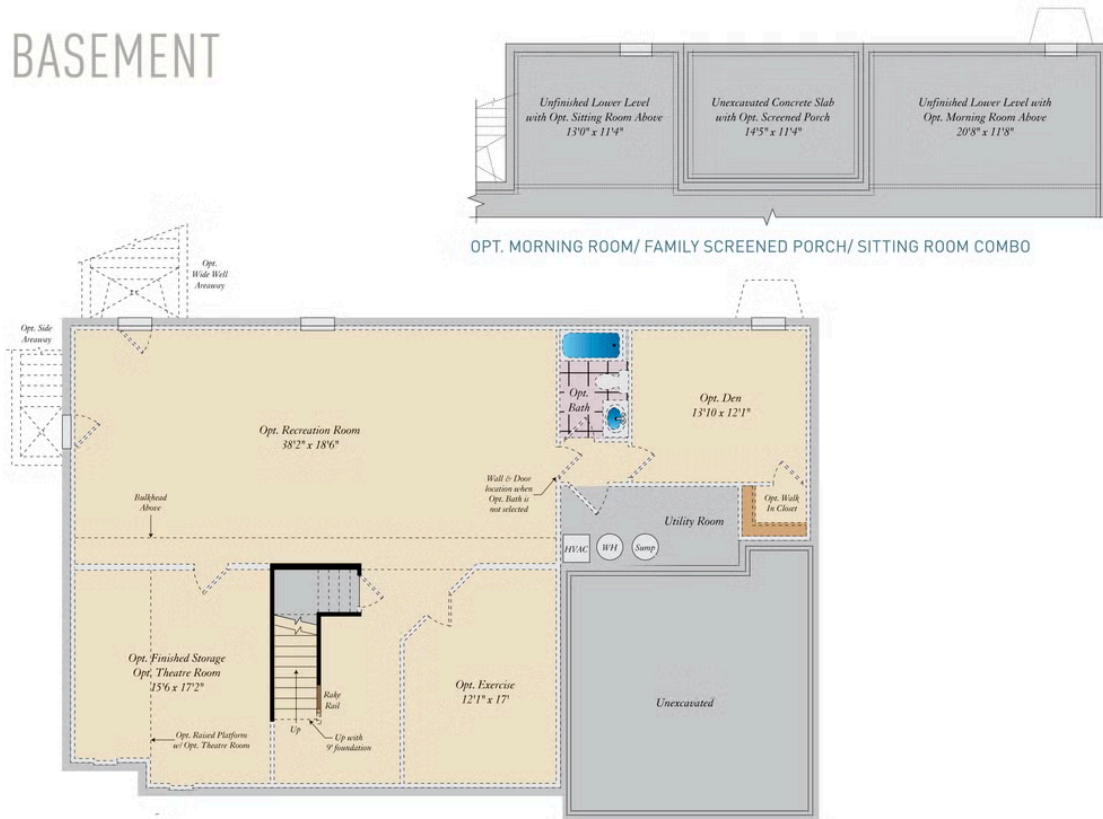 BASEMENT
Unfinished Lower Level
with Opt. Sitting Room Above
13'0" x 11'4"
Unexcavated Concrete Slab
with Opt. Screened Porch
14'5" x 11'4"
Unfinished Lower Level with
Opt. Morning Room Above
20'8" x 11'8"
OPT. MORNING ROOM/ FAMILY SCREENED PORCH/ SITTING ROOM COMBO
Opt.
Wide Well
Areaway
Opt. Side
Areaway
Opt. Recreation Room
38'2" x 18'6"
Opt.
Bath
Opt. Den
13'10 x 12'1"
Wall & Door
location when
Opt. Bath is
not selected
Opt. Walk
In Closet
Bulkhead
Above
Utility Room
HVAC
WH
Sump
Opt. Finished Storage
Opt. Theatre Room
15'6 x 17'2"
Opt. Exercise
12'1" x 17'
Rake
Rail
Unexcavated
Up
Up with
9' foundation
Opt. Raised Platform
w/ Opt. Theatre Room